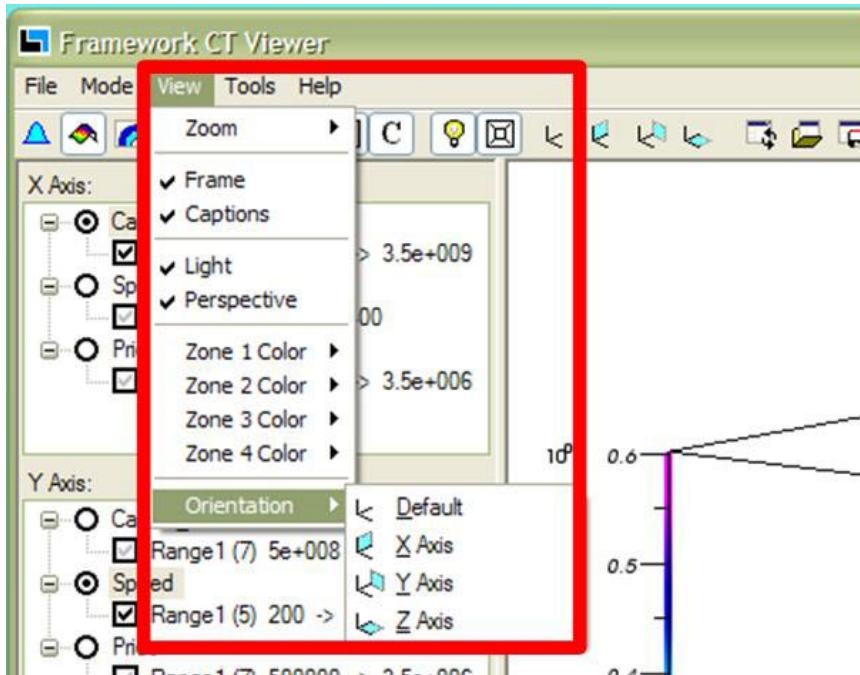 Framework CT Viewer
File Mode View Tools Help
C
X Axis:
Zoom
Frame
Captions
Light
Perspective
Zone 1 Color
Zone 2 Color
Zone 3 Color
Zone 4 Color
Orientation
Default
X Axis
Y Axis
Z Axis
-> 3.5e+009
-> 3.5e+006
Y Axis:
Range1 (7) 5e+008
Speed
Range1 (5) 200 ->
0.6
0.5
0.4